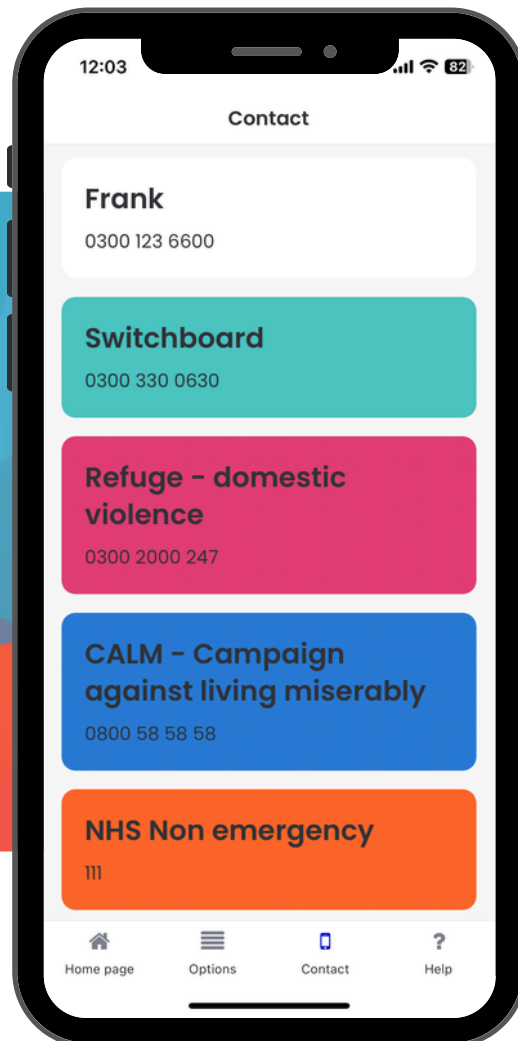 12:03
82
Contact
Frank
0300 123 6600
Switchboard
0300 330 0630
Refuge - domestic
violence
0300 2000 247
CALM - Campaign
against living miserably
0800 58 58 58
NHS Non emergency
111
Home page
Options
Contact
?
Help